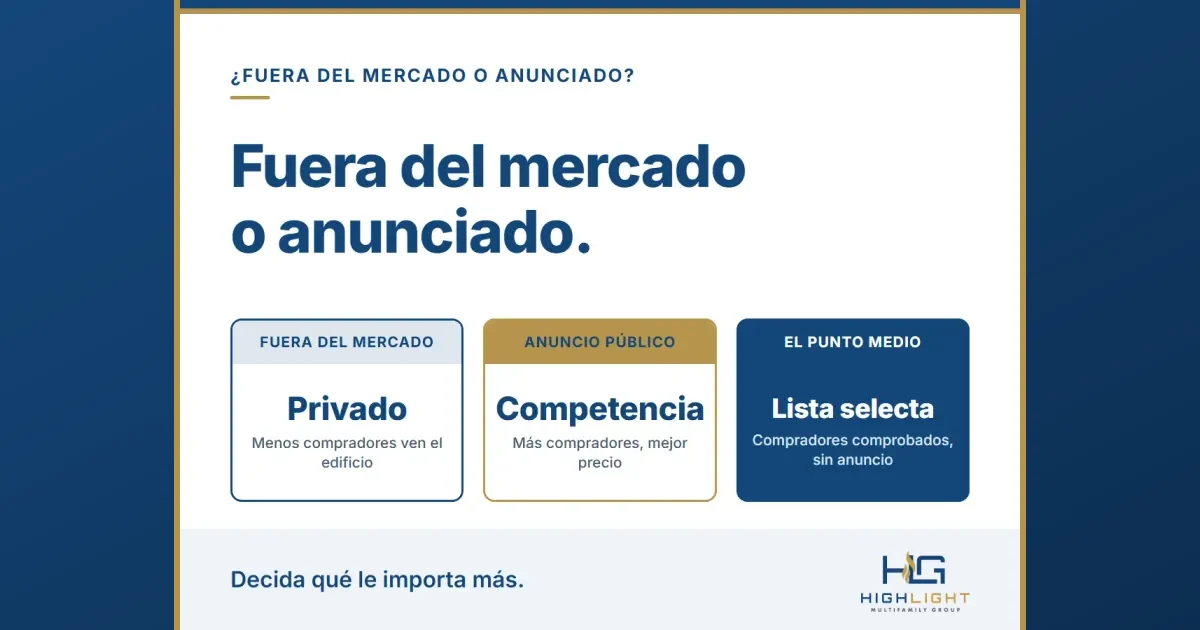 ¿FUERA DEL MERCADO O ANUNCIADO?
Fuera del mercado
o anunciado.
FUERA DEL MERCADO
Privado
Menos compradores ven el
edificio
ANUNCIO PÚBLICO
Competencia
Más compradores, mejor
precio
EL PUNTO MEDIO
Lista selecta
Compradores comprobados,
sin anuncio
Decida qué le importa más.
HLG
HIGHLIGHT
MULTIFAMILY GROUP